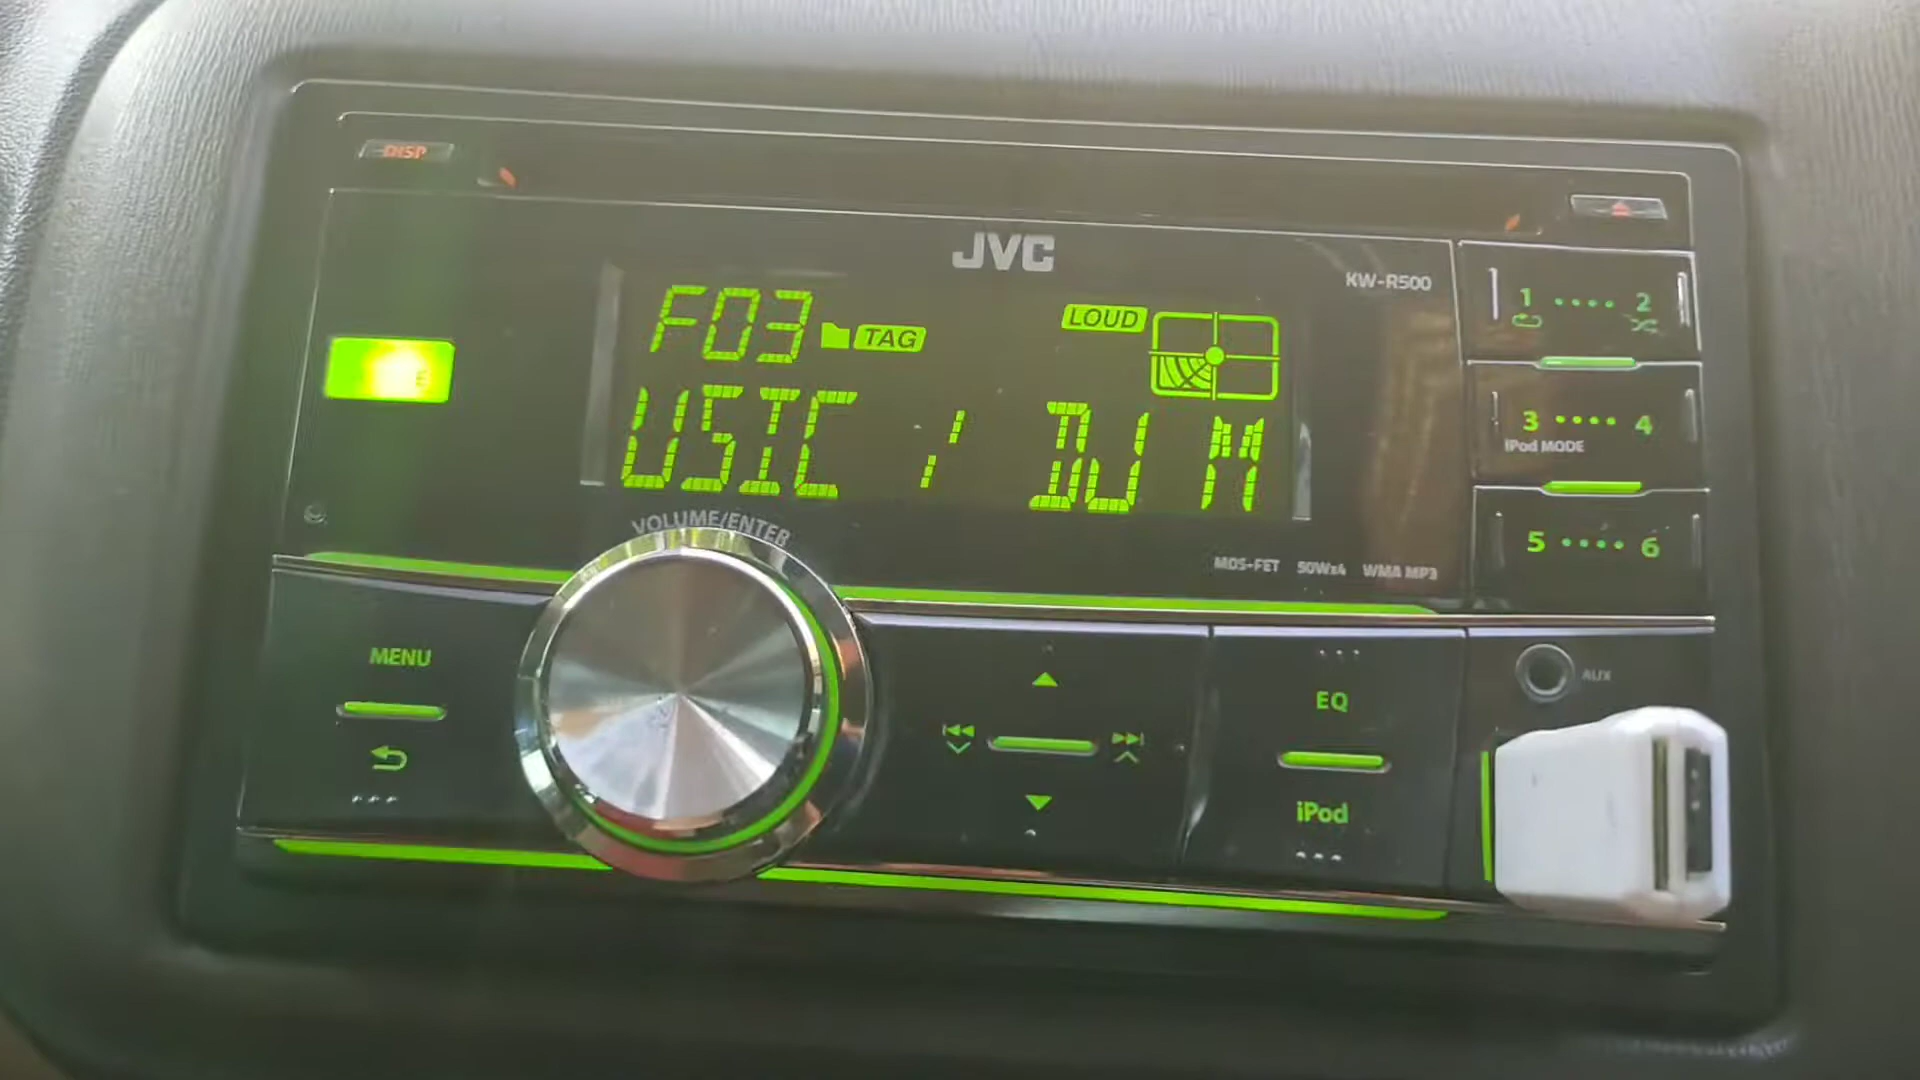 DISP
JVC
KW-R500
F03 TAG LOUD
USIC / DJ M
VOLUME/ENTER
MOS-FET 50Wx4 WMA MP3
1 2
3 4
iPod MODE
5 6
MENU
EQ
iPod
AUX